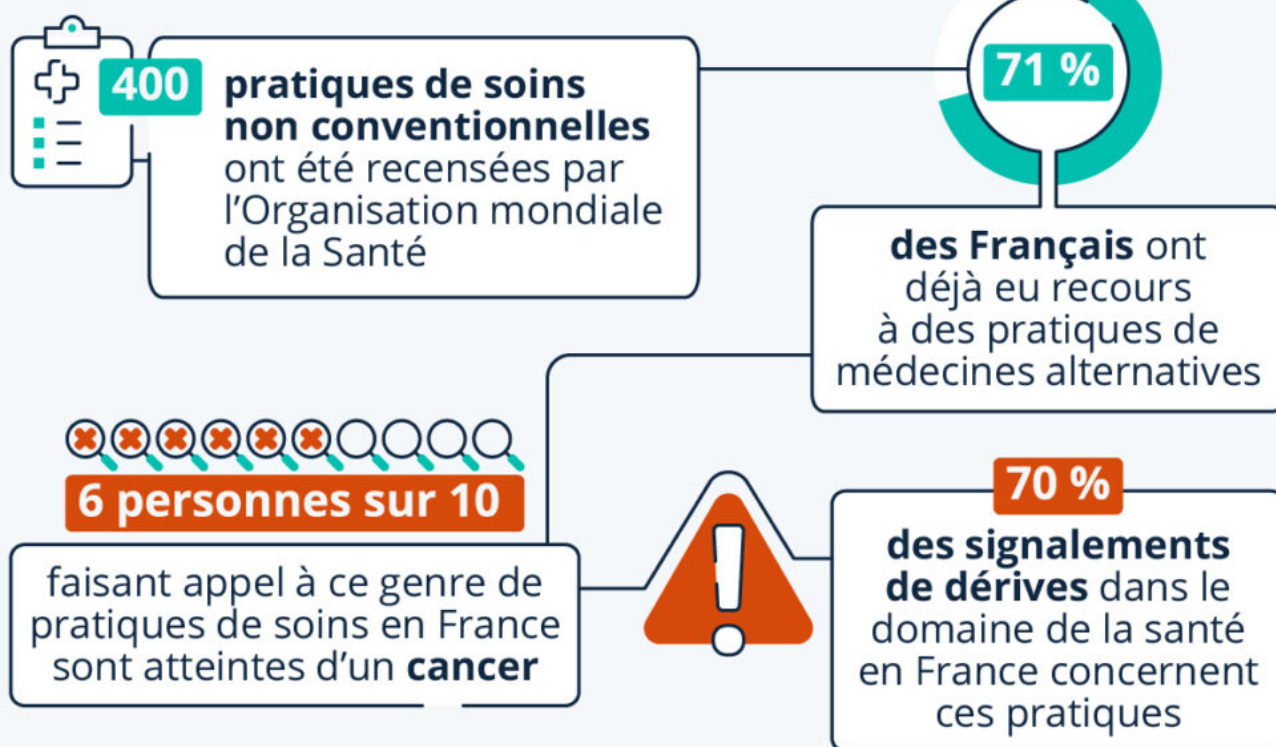 400
pratiques de soins
non conventionnelles
ont été recensées par
l'Organisation mondiale
de la Santé
71 %
des Français ont
déjà eu recours
à des pratiques de
médecines alternatives
6 personnes sur 10
faisant appel à ce genre de
pratiques de soins en France
sont atteintes d'un cancer
70 %
des signalements
de dérives dans le
domaine de la santé
en France concernent
ces pratiques